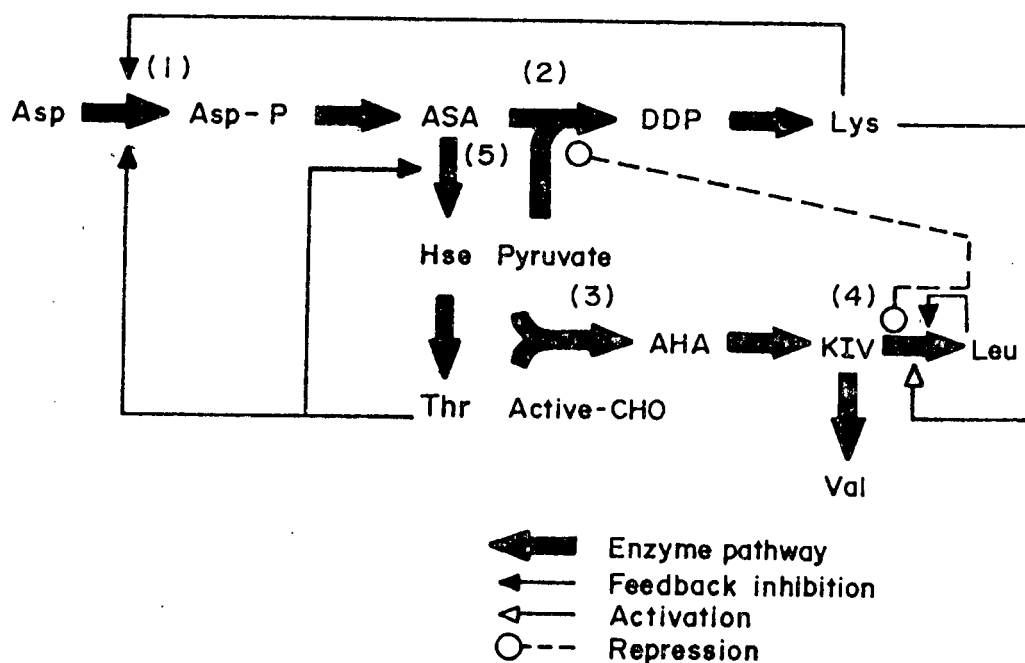 (1) (2)
Asp Asp-P ASA DDP Lys
(5)
Hse Pyruvate
(3) (4)
AHA KIV Leu
Thr Active-CHO
Val
Enzyme pathway
Feedback inhibition
Activation
Repression